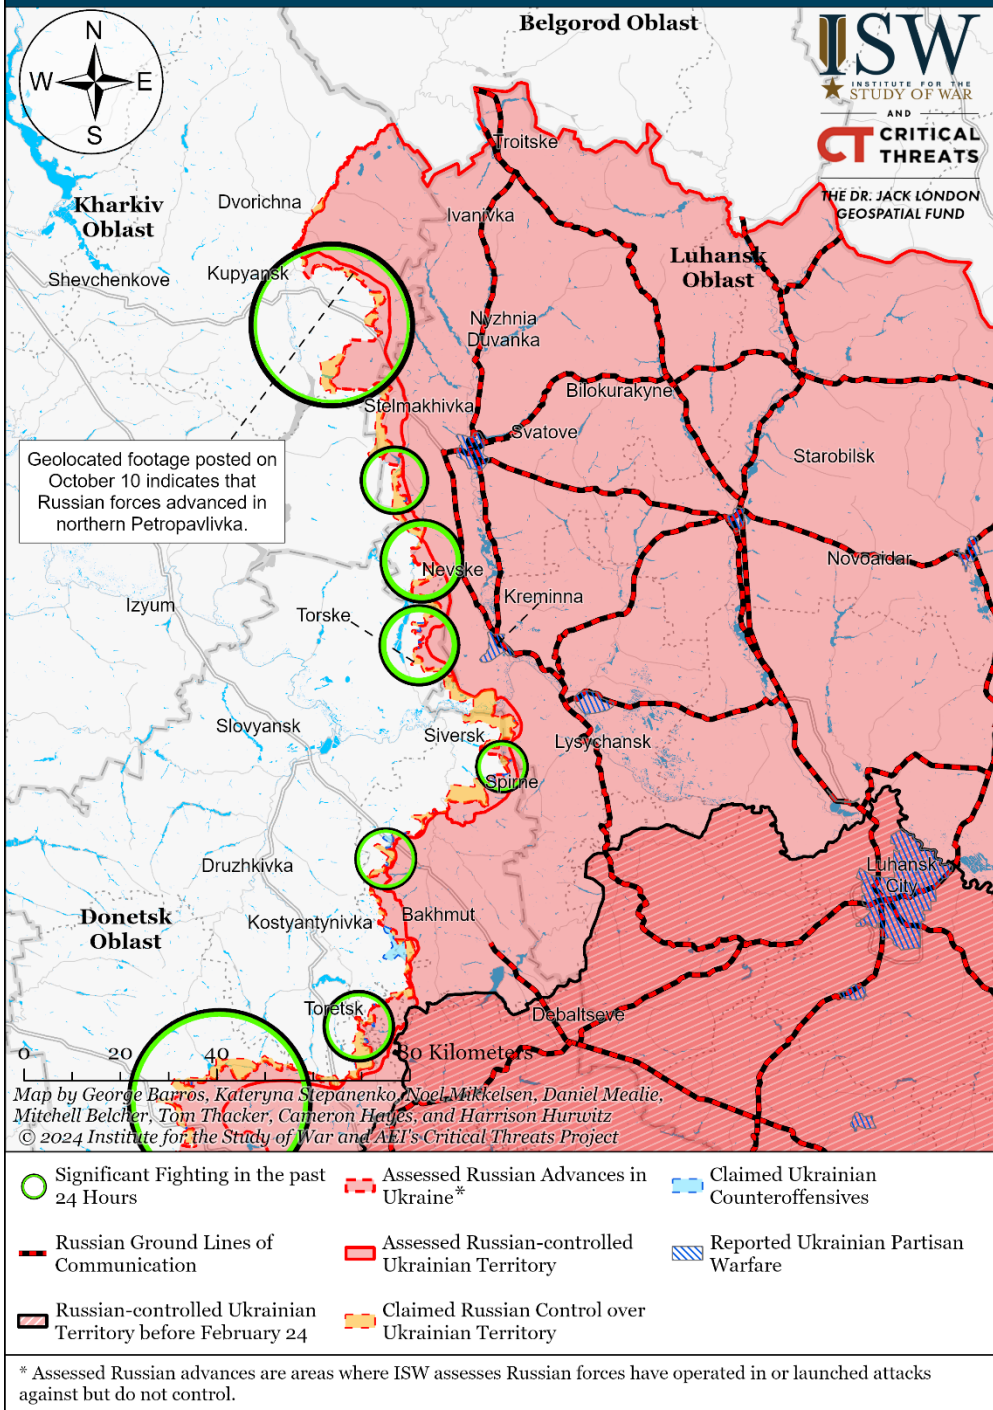 Belgorod Oblast
N
W E
S
ISW
INSTITUTE FOR THE
STUDY OF WAR
AND
CT CRITICAL
THREATS
THE DR. JACK LONDON
GEOSPATIAL FUND
Troitske
Dvorichna
Kharkiv
Oblast
Ivanivka
Luhansk
Oblast
Shevchenkove
Kupyansk
Nyzhnia
Duvanka
Bilokurakyne
Stelmakhivka
Svatove
Starobilsk
Geolocated footage posted on
October 10 indicates that
Russian forces advanced in
northern Petropavlivka.
Novoaidar
Nevske
Kreminna
Izyum
Torske
Slovyansk
Siversk
Lysychansk
Spirne
Druzhkivka
Luhansk
City
Donetsk
Oblast
Kostyantynivka
Bakhmut
Toretsk
Debaltseve
0 20 40 80 Kilometers
Map by George Barros, Kateryna Stepanenko, Noel Mikkelsen, Daniel Mealie,
Mitchell Belcher, Tom Thacker, Cameron Hayes, and Harrison Hurwitz
© 2024 Institute for the Study of War and AEI's Critical Threats Project
Significant Fighting in the past
24 Hours
Assessed Russian Advances in
Ukraine*
Claimed Ukrainian
Counteroffensives
Russian Ground Lines of
Communication
Assessed Russian-controlled
Ukrainian Territory
Reported Ukrainian Partisan
Warfare
Russian-controlled Ukrainian
Territory before February 24
Claimed Russian Control over
Ukrainian Territory
* Assessed Russian advances are areas where ISW assesses Russian forces have operated in or launched attacks
against but do not control.